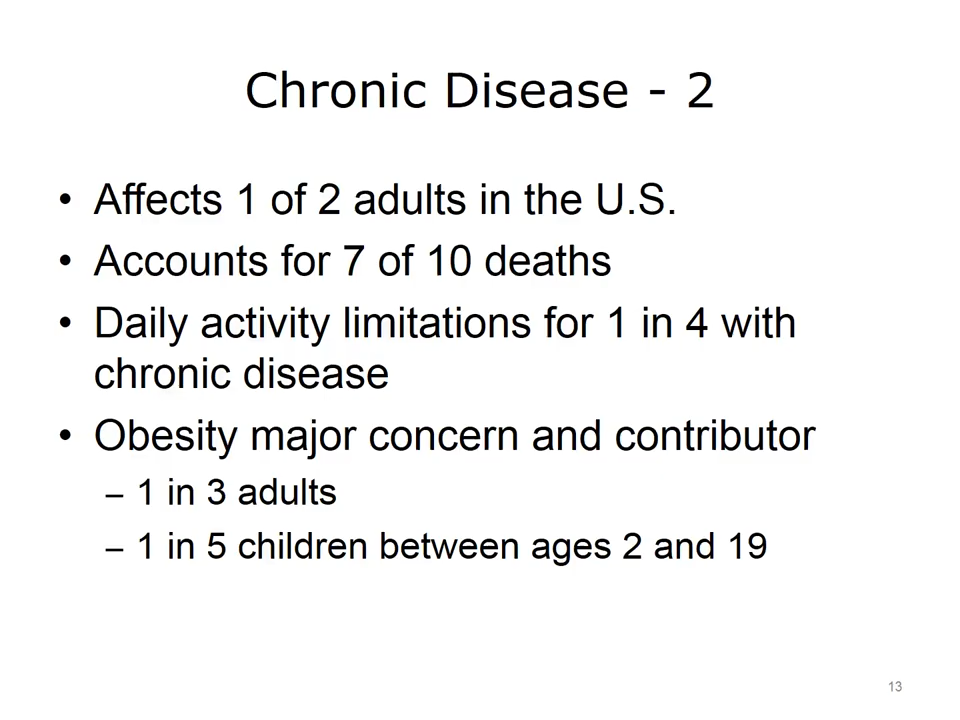 Chronic Disease - 2
• Affects 1 of 2 adults in the U.S.
• Accounts for 7 of 10 deaths
• Daily activity limitations for 1 in 4 with
chronic disease
• Obesity major concern and contributor
– 1 in 3 adults
– 1 in 5 children between ages 2 and 19
13